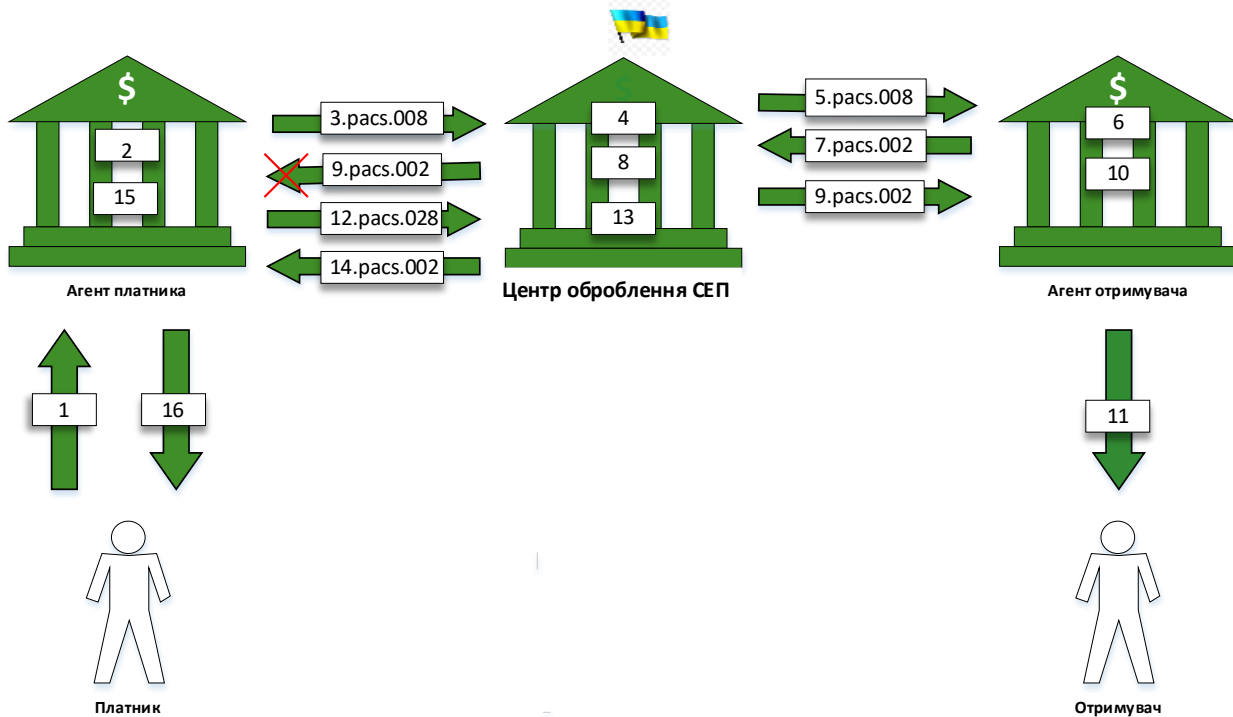 $
2
15
Агент платника
3.pacs.008
9.pacs.002
12.pacs.028
14.pacs.002
$
4
8
13
Центр оброблення СЕП
5.pacs.008
7.pacs.002
9.pacs.002
$
6
10
Агент отримувача
1
16
11
Платник
Отримувач